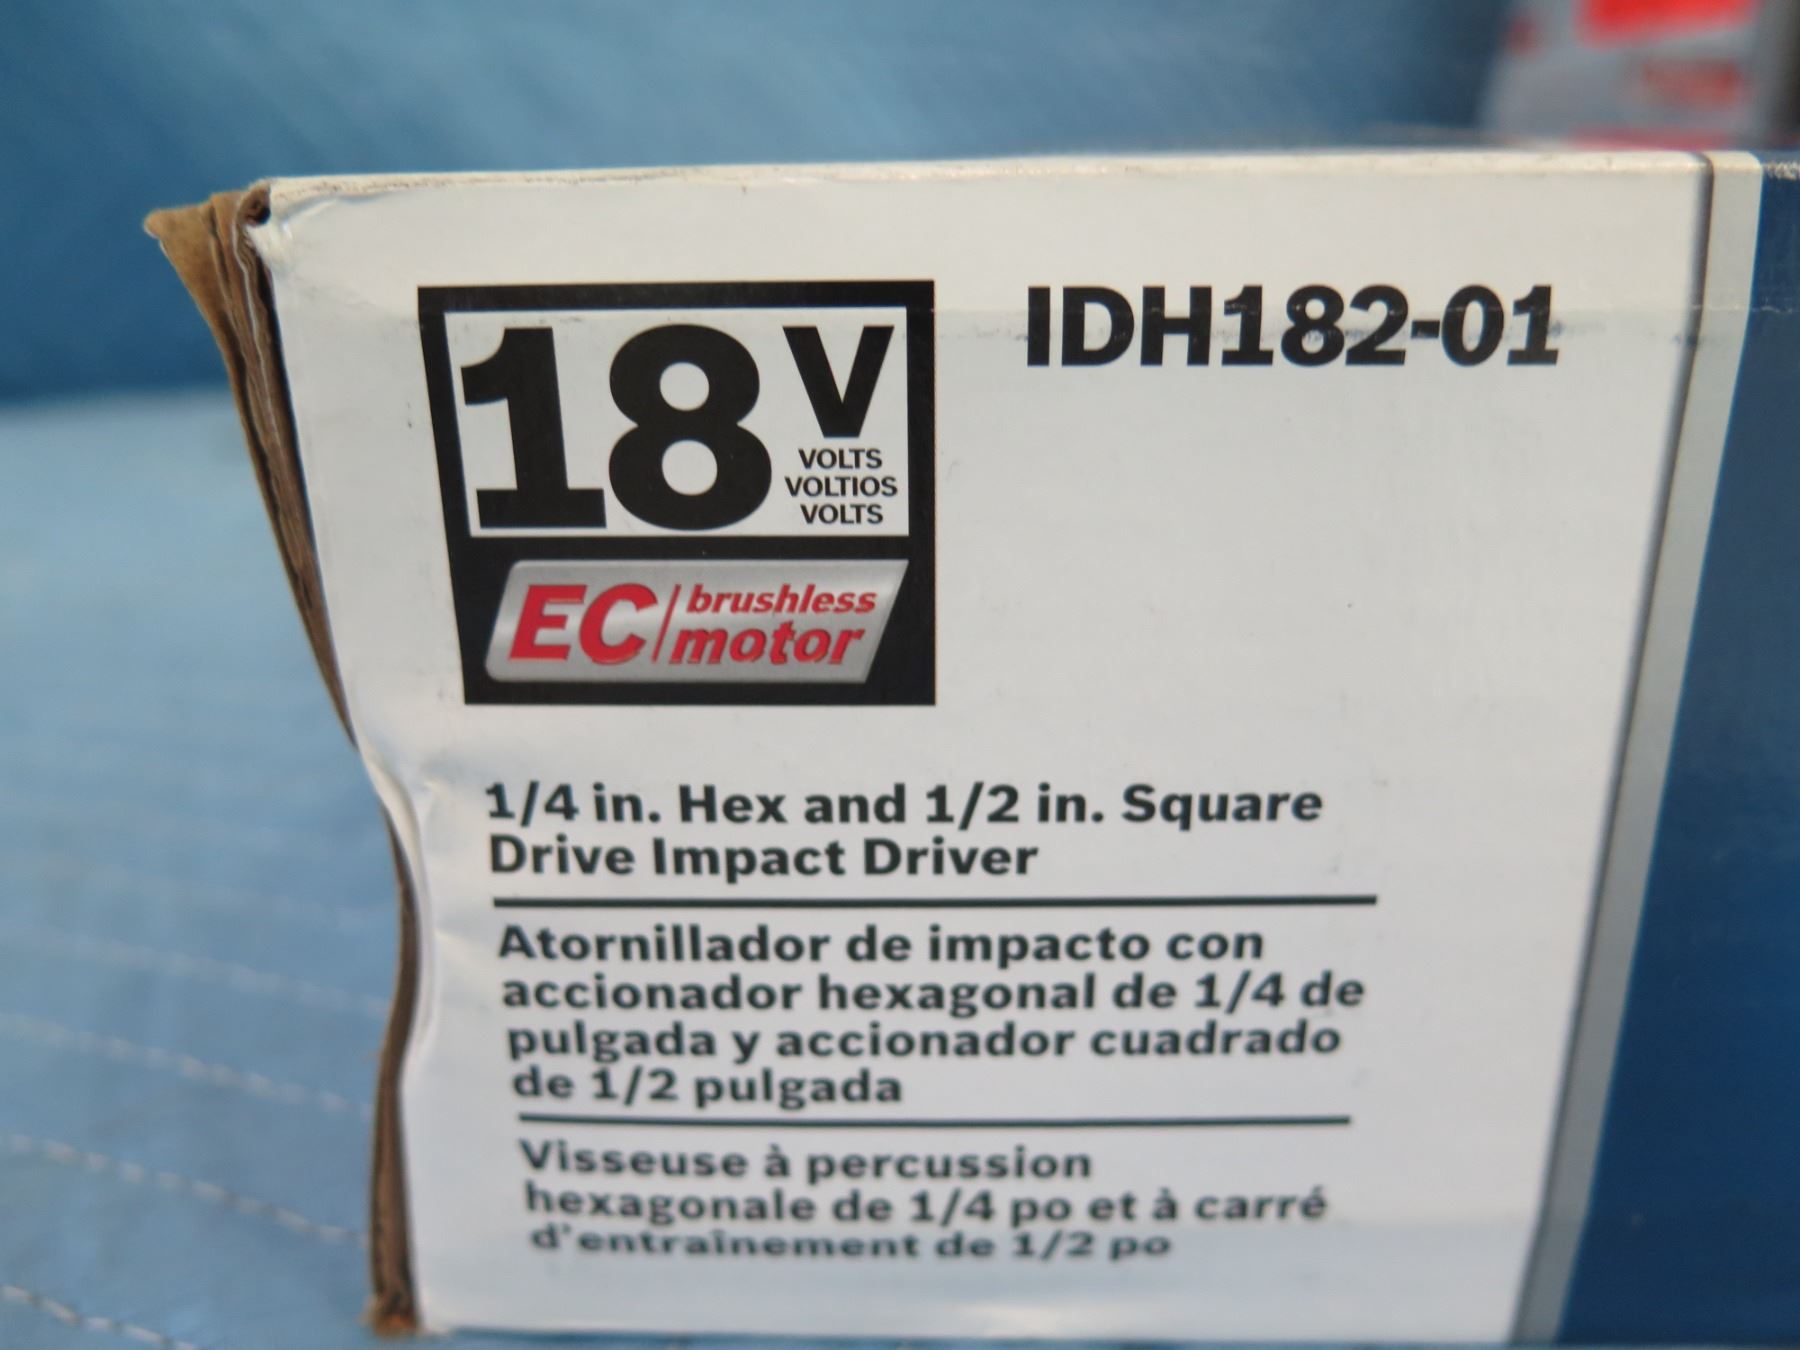 18V
VOLTS
VOLTIOS
VOLTS
EC brushless
motor
IDH182-01
1/4 in. Hex and 1/2 in. Square
Drive Impact Driver
Atornillador de impacto con
accionador hexagonal de 1/4 de
pulgada y accionador cuadrado
de 1/2 pulgada
Visseuse à percussion
hexagonale de 1/4 po et à carré
d'entraînement de 1/2 po